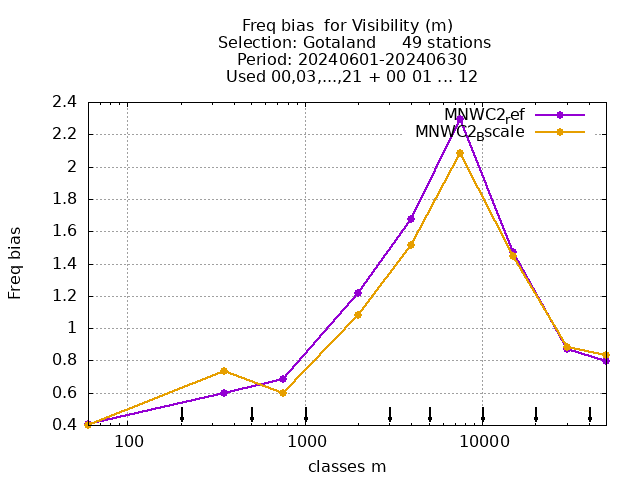 Freq bias  for Visibility (m)
Selection: Gotaland     49 stations
Period: 20240601-20240630
Used 00,03,...,21 + 00 01 ... 12
MNWC2ref
MNWC2Bscale
2.4
2.2
2
1.8
1.6
1.4
1.2
1
0.8
0.6
0.4
Freq bias
100
1000
10000
classes m